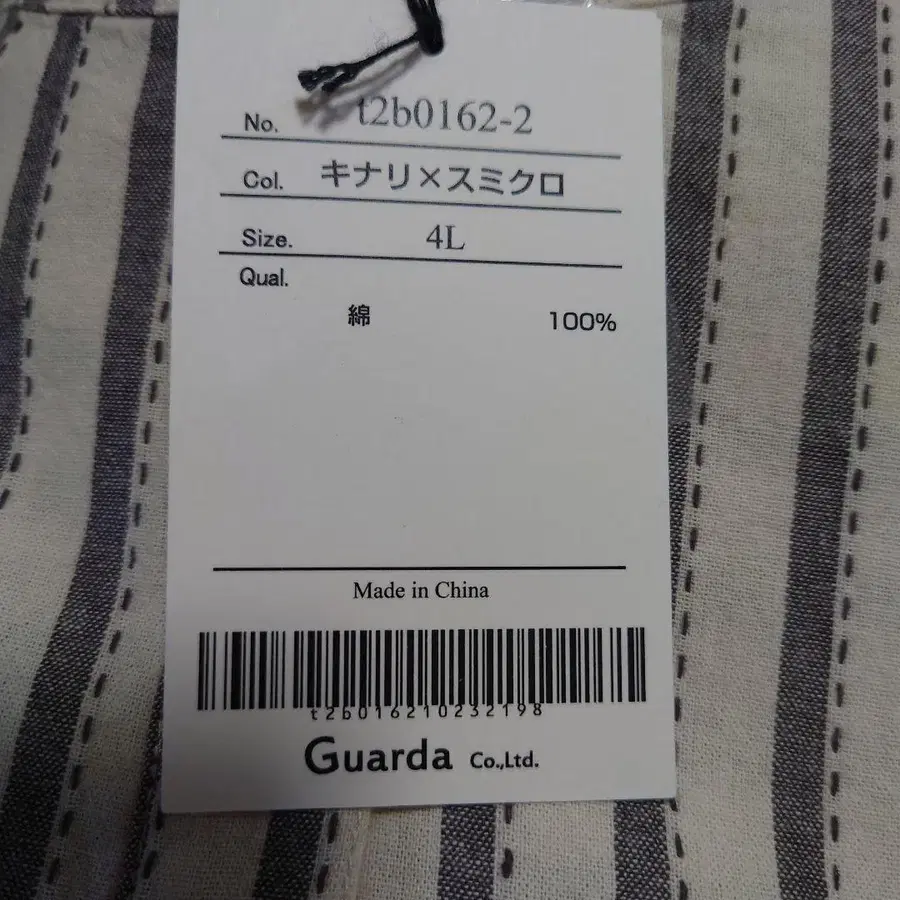 No. t2b0162-2
Col. キナリ×スミクロ
Size. 4L
Qual.
綿 100%
Made in China
t2b016210232198
Guarda Co.,Ltd.